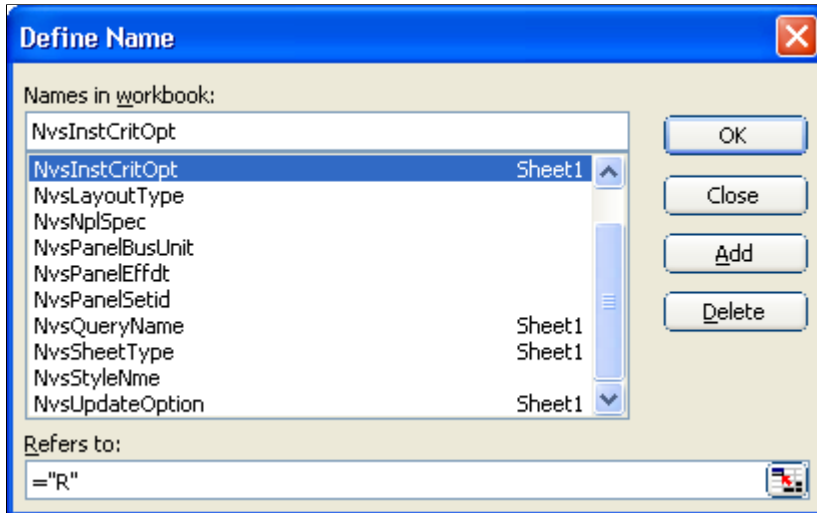 Define Name
Names in workbook:
NvsInstCritOpt
OK
NvsInstCritOpt Sheet1
NvsLayoutType
Close
NvsNplSpec
NvsPanelBusUnit
Add
NvsPanelEffdt
NvsPanelSetid
Delete
NvsQueryName Sheet1
NvsSheetType Sheet1
NvsStyleNme
NvsUpdateOption Sheet1
Refers to:
="R"